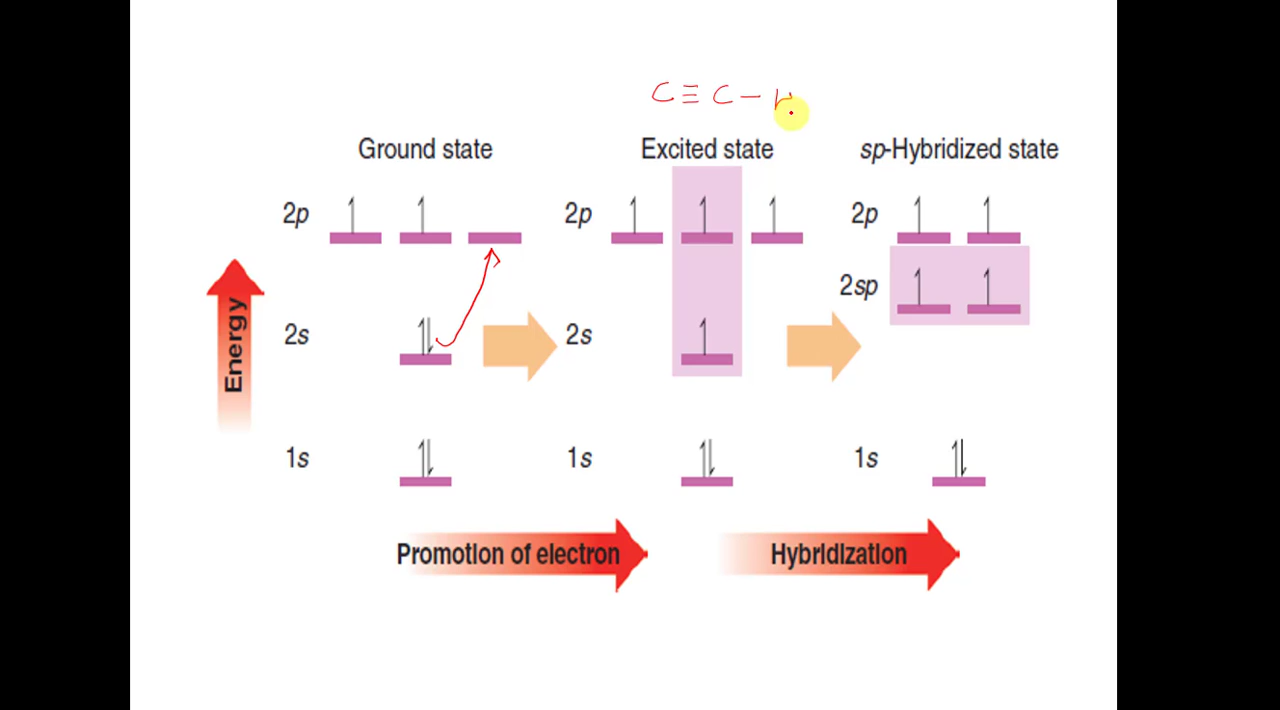 C ≡ C – H
Ground state Excited state sp-Hybridized state
2p 2p 2p
2sp
2s 2s
Energy
1s 1s 1s
Promotion of electron Hybridization